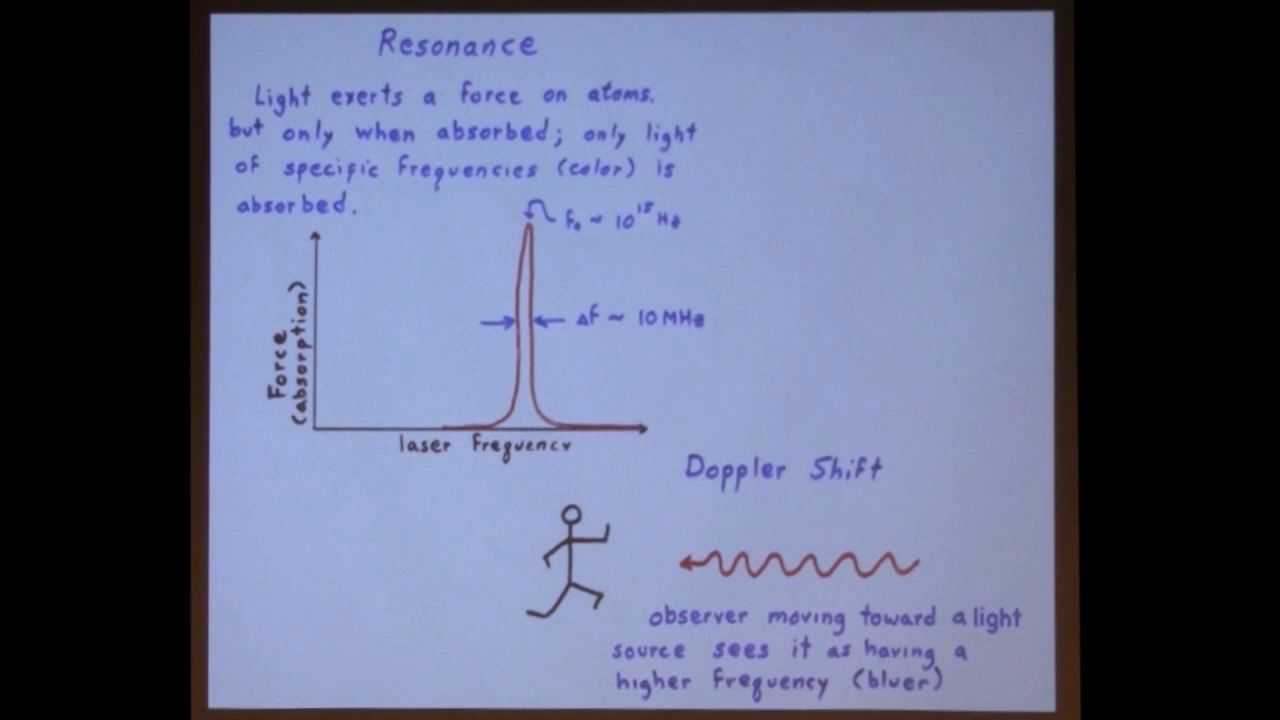 Resonance
Light exerts a force on atoms,
but only when absorbed; only light
of specific frequencies (color) is
absorbed.
f₀ ~ 10¹⁵ Hz
Δf ~ 10 MHz
Force
(absorption)
laser frequency
Doppler Shift
observer moving toward a light
source sees it as having a
higher frequency (bluer)